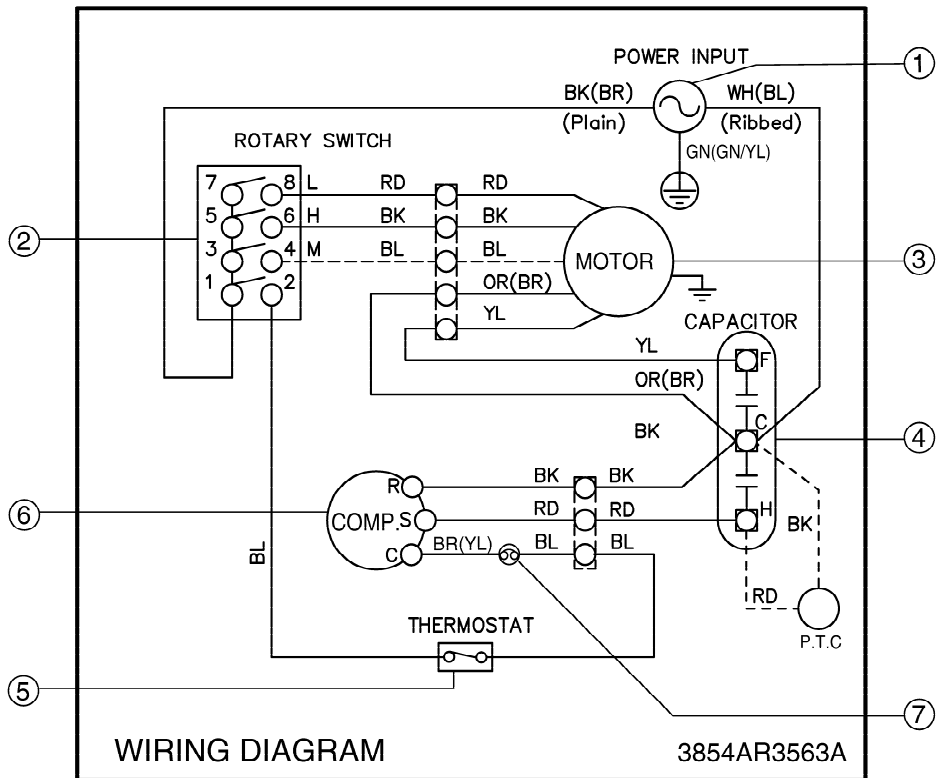 POWER INPUT
1
BK(BR)
WH(BL)
(Plain)
(Ribbed)
GN(GN/YL)
ROTARY SWITCH
7 8 L RD RD
5 6 H BK BK
2
3 4 M BL BL
MOTOR
3
1 2
OR(BR)
YL
CAPACITOR
YL
F
OR(BR)
C
BK
4
R BK BK
H
6
COMP. S RD RD
BK
C BR(YL) BL BL
BL
RD
THERMOSTAT
P.T.C
5
7
WIRING DIAGRAM
3854AR3563A